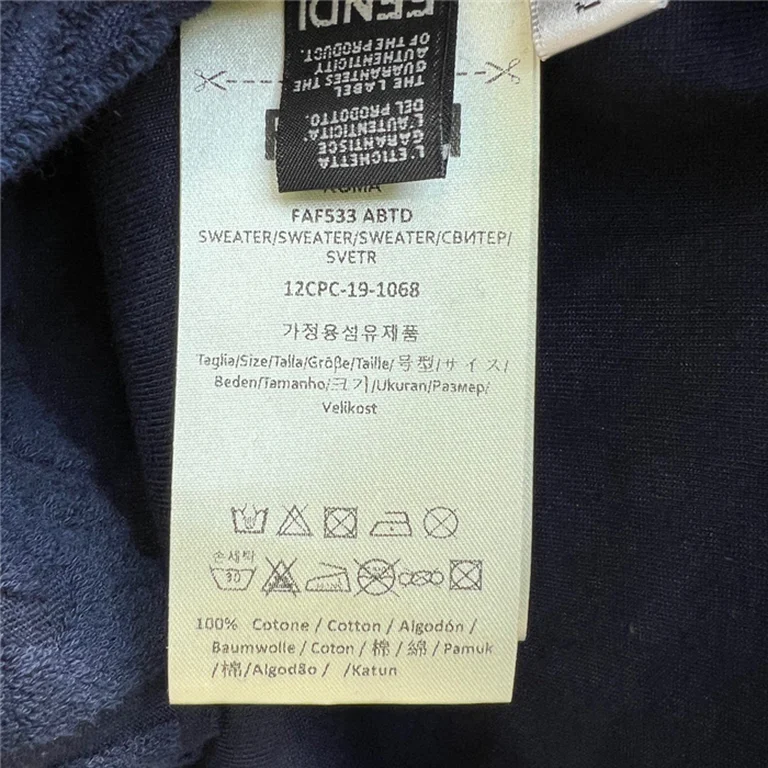 FENDI
OF THE PRODUCT.
AUTHENTICITY
GUARANTEES THE
THE LABEL
DEL PRODOTTO.
L'AUTENTICITA'
GARANTISCE
L'ETICHETTA
ROMA
FAF533 ABTD
SWEATER/SWEATER/SWEATER/СВИТЕР/
SVETR
12CPC-19-1068
가정용섬유제품
Taglia/Size/Talla/Größe/Taille/号型/サイズ/
Beden/Tamanho/크기/Ukuran/Размер/
Velikost
손세탁
30
100% Cotone / Cotton / Algodón /
Baumwolle / Coton / 棉 / 綿 / Pamuk
/棉/Algodão / /Katun